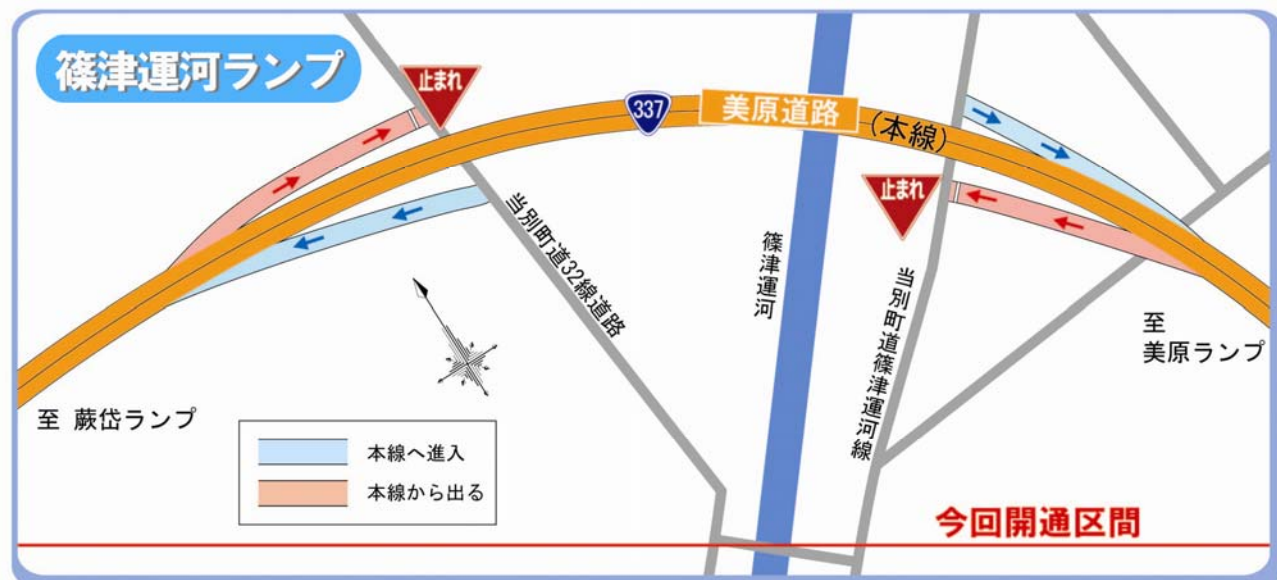 篠津運河ランプ
止まれ
337
美原道路
(本線)
止まれ
当別町道32線道路
篠津運河
当別町道篠津運河線
至
美原ランプ
至 蕨岱ランプ
本線へ進入
本線から出る
今回開通区間